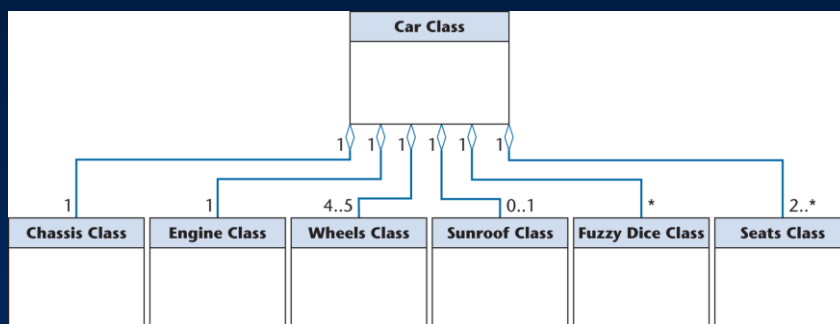 Car Class
1 1 1 1 1 1
1 1 4..5 0..1 * 2..*
Chassis Class Engine Class Wheels Class Sunroof Class Fuzzy Dice Class Seats Class